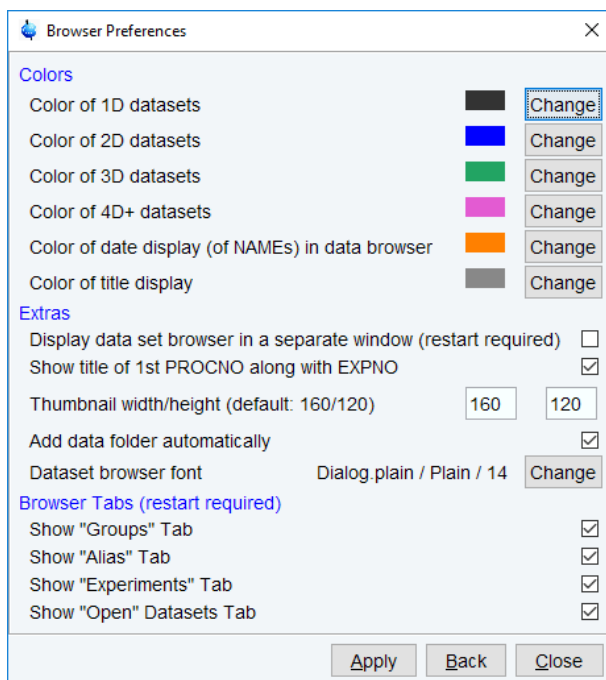 Browser Preferences
Colors
Color of 1D datasets Change
Color of 2D datasets Change
Color of 3D datasets Change
Color of 4D+ datasets Change
Color of date display (of NAMEs) in data browser Change
Color of title display Change
Extras
Display data set browser in a separate window (restart required)
Show title of 1st PROCNO along with EXPNO
Thumbnail width/height (default: 160/120) 160 120
Add data folder automatically
Dataset browser font Dialog.plain / Plain / 14 Change
Browser Tabs (restart required)
Show "Groups" Tab
Show "Alias" Tab
Show "Experiments" Tab
Show "Open" Datasets Tab
Apply Back Close